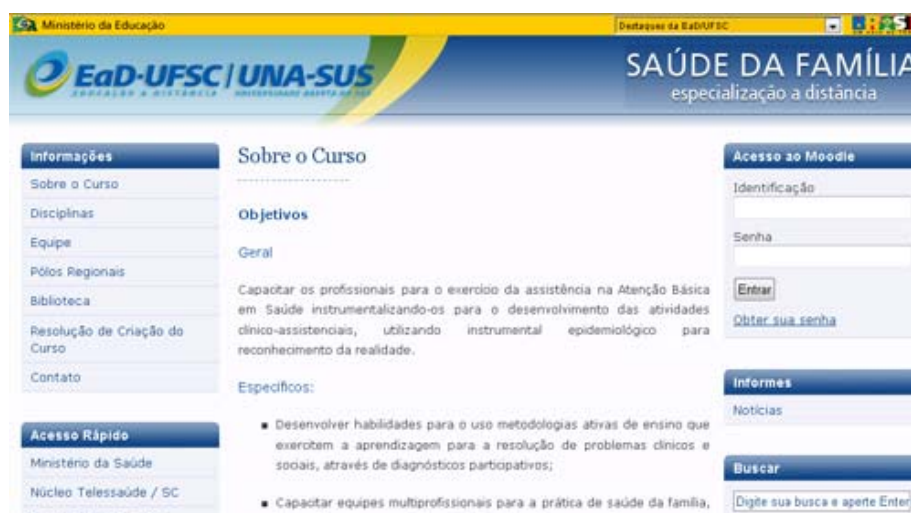 Ministério da Educação
Destaques da EaD/UFSC
EaD-UFSC | UNA-SUS
EDUCAÇÃO A DISTÂNCIA
SAÚDE DA FAMÍLIA
especialização a distância
Informações
Sobre o Curso
Disciplinas
Equipe
Pólos Regionais
Biblioteca
Resolução de Criação do
Curso
Contato
Acesso Rápido
Ministério da Saúde
Núcleo Telessaúde / SC
Sobre o Curso
Objetivos
Geral
Capacitar os profissionais para o exercício da assistência na Atenção Básica
em Saúde instrumentalizando-os para o desenvolvimento das atividades
clínico-assistenciais, utilizando instrumental epidemiológico para
reconhecimento da realidade.
Específicos:
Desenvolver habilidades para o uso metodologias ativas de ensino que
exercitem a aprendizagem para a resolução de problemas clínicos e
sociais, através de diagnósticos participativos;
Capacitar equipes multiprofissionais para a prática de saúde da família,
Acesso ao Moodle
Identificação
Senha
Entrar
Obter sua senha
Informes
Notícias
Buscar
Digite sua busca e aperte Enter